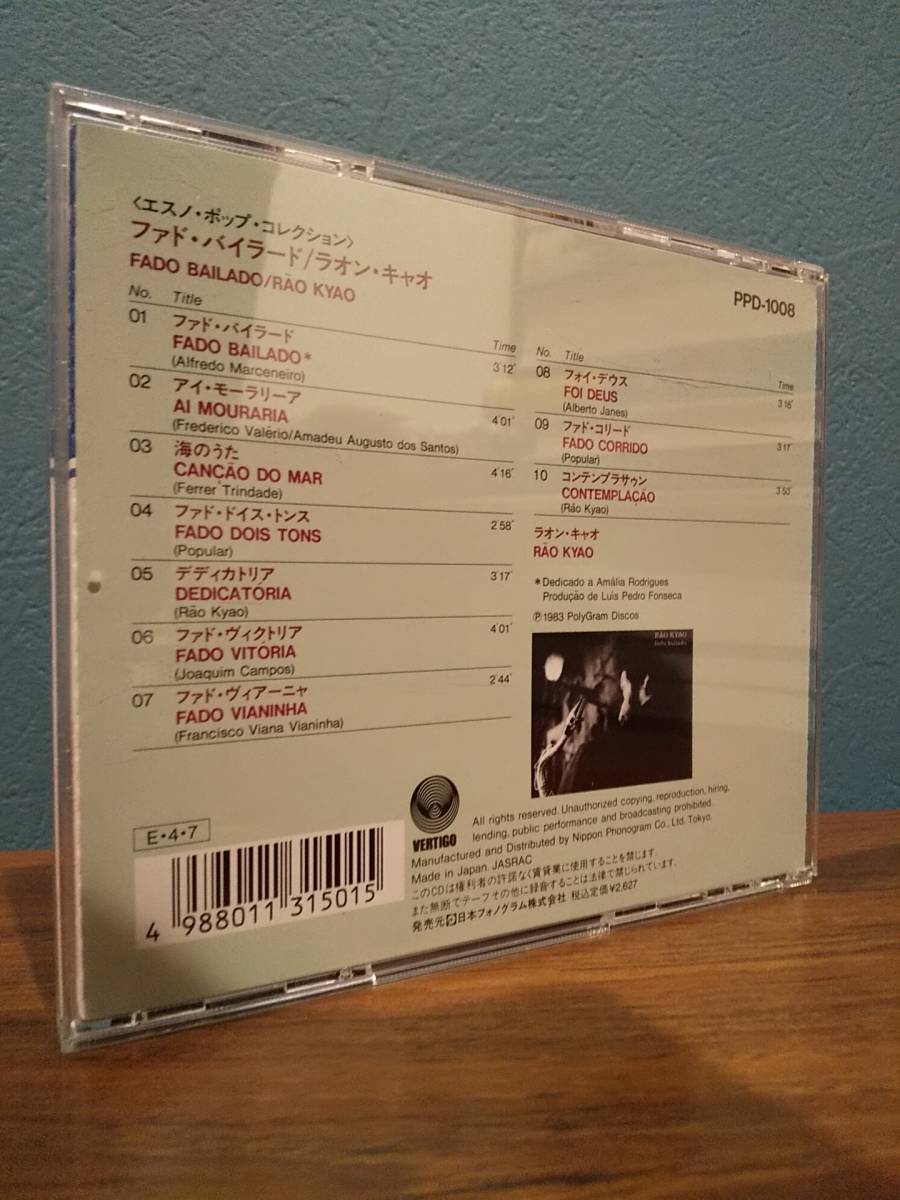 〈エスノ・ポップ・コレクション〉
ファド・バイラード/ラオン・キャオ
FADO BAILADO/RÃO KYAO
PPD-1008
No. Title Time
01 ファド・バイラード
FADO BAILADO* 3'12"
(Alfredo Marceneiro)
02 アイ・モーラリーア
AI MOURARIA 4'01"
(Frederico Valério/Amadeu Augusto dos Santos)
03 海のうた
CANÇÃO DO MAR 4'16"
(Ferrer Trindade)
04 ファド・ドイス・トンス
FADO DOIS TONS 2'58"
(Popular)
05 デディカトリア
DEDICATÓRIA 3'17"
(Rão Kyao)
06 ファド・ヴィクトリア
FADO VITÓRIA 4'01"
(Joaquim Campos)
07 ファド・ヴィアーニャ
FADO VIANINHA 2'44"
(Francisco Viana Vianinha)
No. Title Time
08 フォイ・デウス
FOI DEUS 3'16"
(Alberto Janes)
09 ファド・コリード
FADO CORRIDO 3'17"
(Popular)
10 コンテンプラサゥン
CONTEMPLAÇÃO 3'50"
(Rão Kyao)
ラオン・キャオ
RÃO KYAO
*Dedicado a Amália Rodrigues
Produção de Luis Pedro Fonseca
℗1983 PolyGram Discos
RÃO KYAO
Fado Bailado
VERTIGO
All rights reserved. Unauthorized copying, reproduction, hiring,
lending, public performance and broadcasting prohibited.
Manufactured and Distributed by Nippon Phonogram Co., Ltd. Tokyo.
Made in Japan. JASRAC
このCDは権利者の許諾なく賃貸業に使用することを禁じます。
また無断でテープその他に録音することは法律で禁じられています。
発売元 日本フォノグラム株式会社 税込定価¥2,627
E・4・7
4 988011 315015